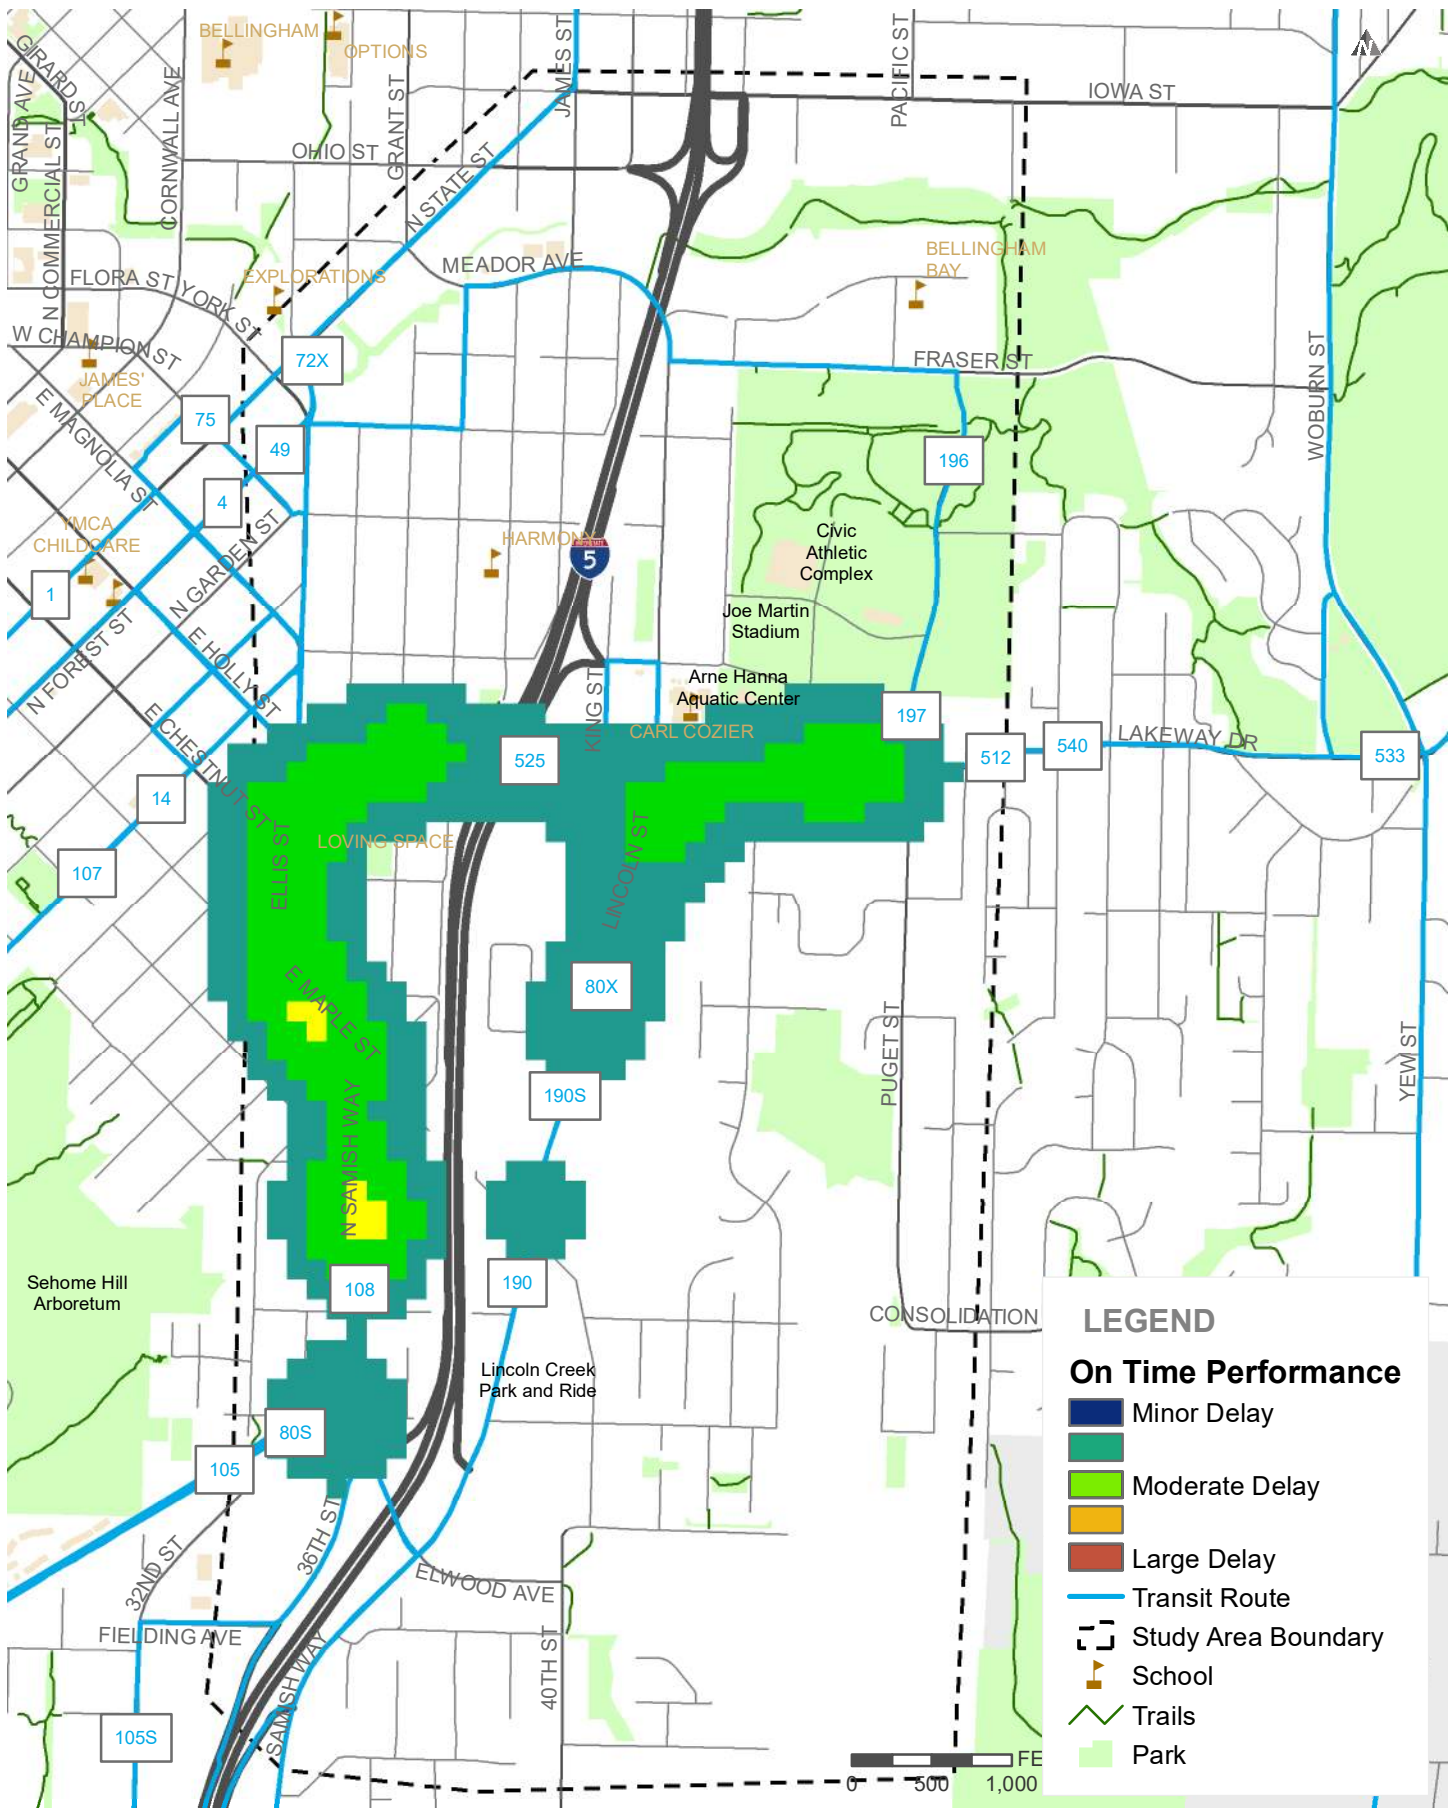 BELLINGHAM
OPTIONS
GIRARD ST
GRAND AVE
N COMMERCIAL ST
CORNWALL AVE
GRANT ST
JAMES ST
PACIFIC ST
N
IOWA ST
OHIO ST
N STATE ST
MEADOR AVE
BELLINGHAM
BAY
FLORA ST
YORK ST
EXPLORATIONS
W CHAMPION ST
JAMES'
PLACE
72X
FRASER ST
WOBURN ST
E MAGNOLIA ST
75
49
4
196
YMCA
CHILDCARE
HARMONY
INTERSTATE
5
Civic
Athletic
Complex
1
N GARDEN ST
N FOREST ST
E HOLLY ST
Joe Martin
Stadium
Arne Hanna
Aquatic Center
KING ST
CARL COZIER
197
E CHESTNUT ST
525
512
540
LAKEWAY DR
533
14
107
ELLIS ST
LOVING SPACE
LINCOLN ST
E MAPLE ST
80X
PUGET ST
YEW ST
190S
N SAMISH WAY
Sehome Hill
Arboretum
108
190
CONSOLIDATION
Lincoln Creek
Park and Ride
80S
105
36TH ST
32ND ST
ELWOOD AVE
FIELDING AVE
SAMISH WAY
40TH ST
105S
FE
0 500 1,000
LEGEND
On Time Performance
Minor Delay
Moderate Delay
Large Delay
Transit Route
Study Area Boundary
School
Trails
Park